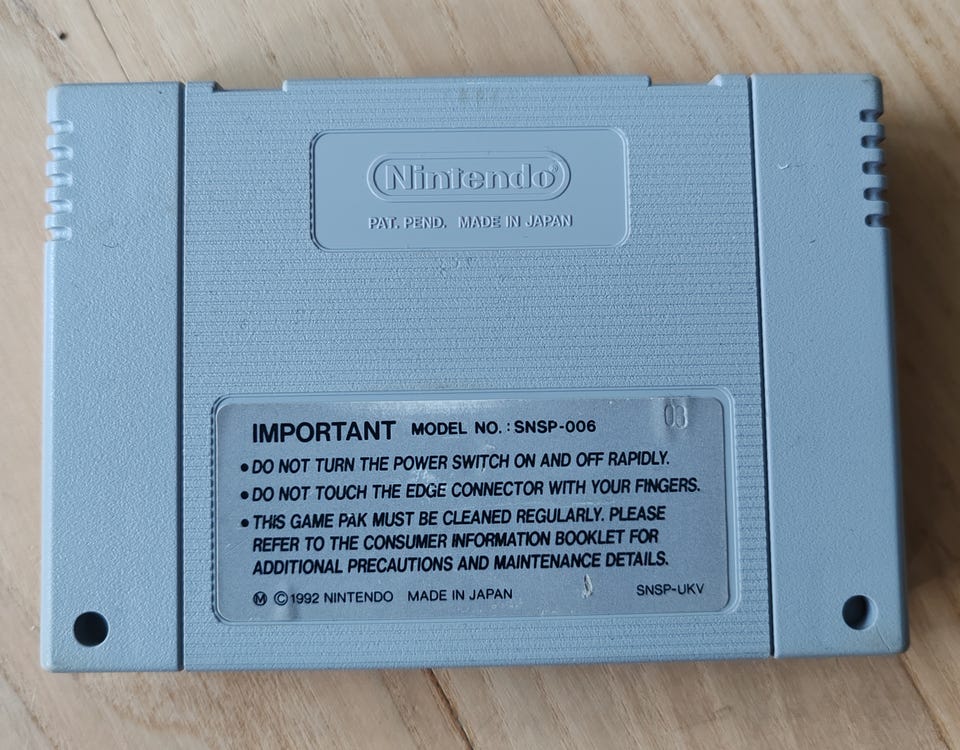 Nintendo®
PAT. PEND. MADE IN JAPAN
03
IMPORTANT MODEL NO.: SNSP-006
• DO NOT TURN THE POWER SWITCH ON AND OFF RAPIDLY.
• DO NOT TOUCH THE EDGE CONNECTOR WITH YOUR FINGERS.
• THIS GAME PAK MUST BE CLEANED REGULARLY. PLEASE
REFER TO THE CONSUMER INFORMATION BOOKLET FOR
ADDITIONAL PRECAUTIONS AND MAINTENANCE DETAILS.
Ⓜ ©1992 NINTENDO MADE IN JAPAN SNSP-UKV